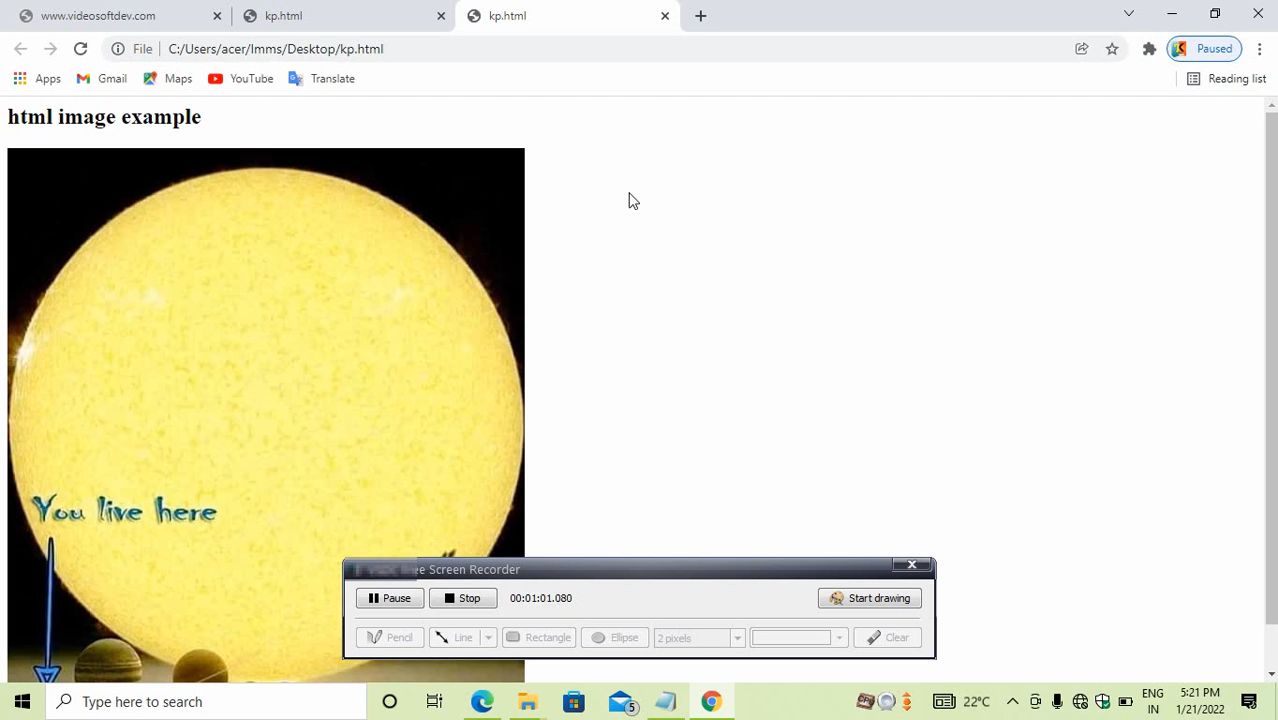 www.videosoftdev.com
kp.html
kp.html
File
C:/Users/acer/lmms/Desktop/kp.html
Paused
Apps
Gmail
Maps
YouTube
Translate
Reading list
html image example
You live here
Screen Recorder
Pause
Stop
00:01:01.080
Start drawing
Pencil
Line
Rectangle
Ellipse
2 pixels
Clear
Type here to search
5
22°C
ENG
IN
5:21 PM
1/21/2022